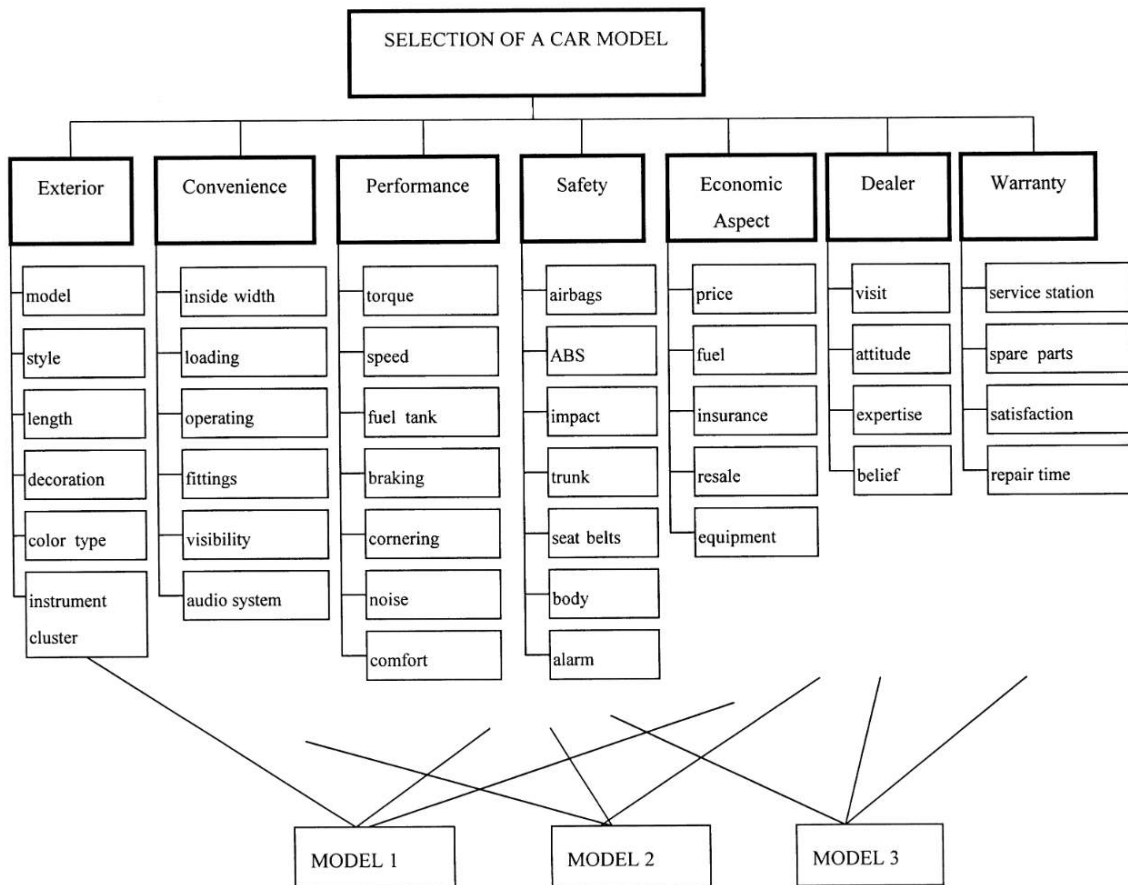 SELECTION OF A CAR MODEL
Exterior
Convenience
Performance
Safety
Economic
Aspect
Dealer
Warranty
model
style
length
decoration
color type
instrument
cluster
inside width
loading
operating
fittings
visibility
audio system
torque
speed
fuel tank
braking
cornering
noise
comfort
airbags
ABS
impact
trunk
seat belts
body
alarm
price
fuel
insurance
resale
equipment
visit
attitude
expertise
belief
service station
spare parts
satisfaction
repair time
MODEL 1
MODEL 2
MODEL 3